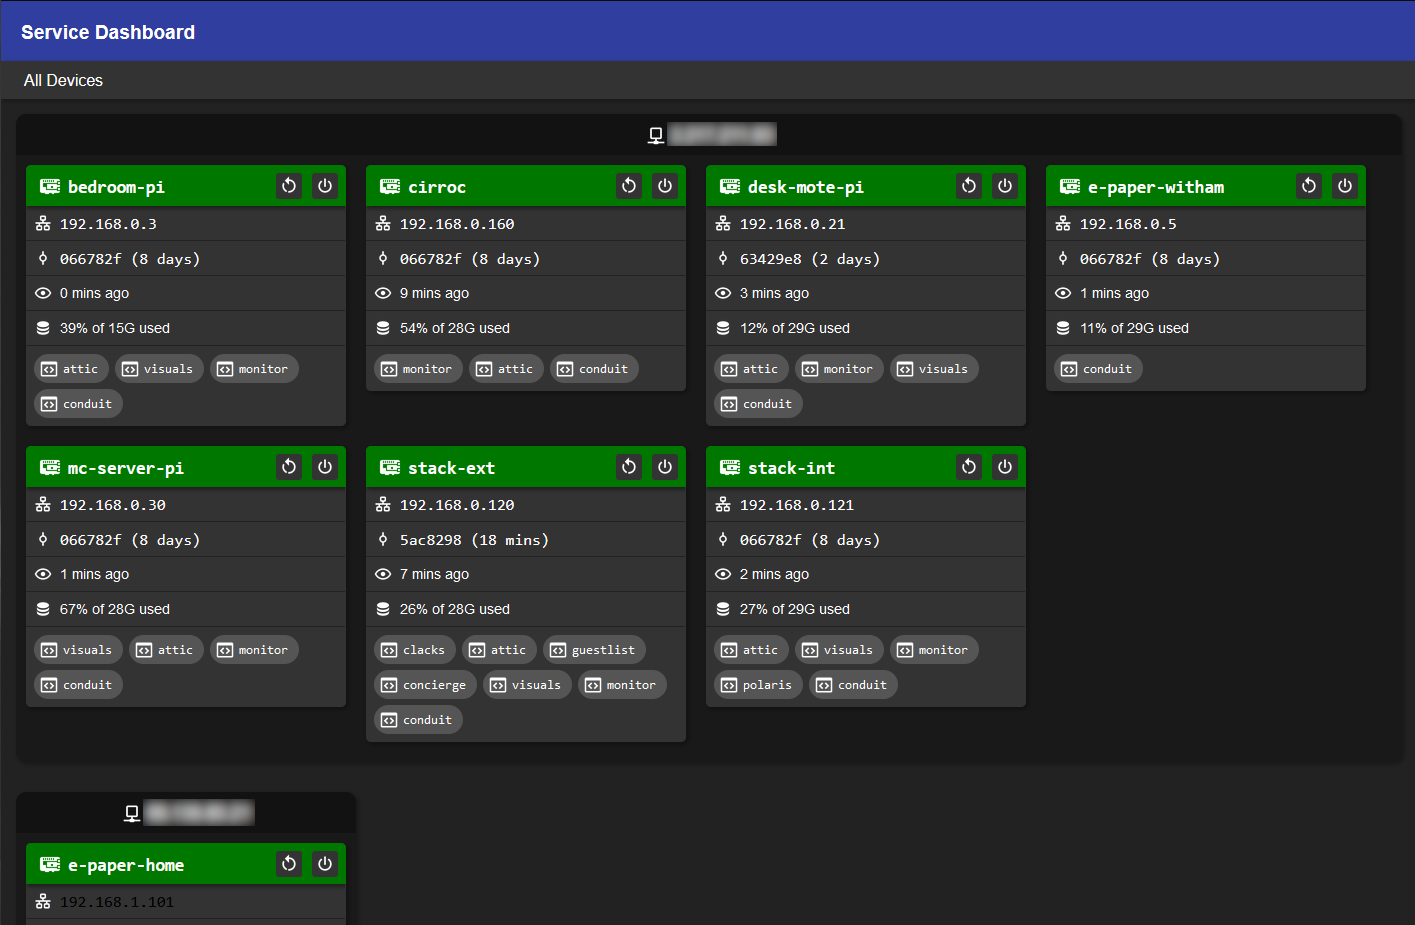 Service Dashboard
All Devices
bedroom-pi
192.168.0.3
066782f (8 days)
0 mins ago
39% of 15G used
attic visuals monitor
conduit
cirroc
192.168.0.160
066782f (8 days)
9 mins ago
54% of 28G used
monitor attic conduit
desk-mote-pi
192.168.0.21
63429e8 (2 days)
3 mins ago
12% of 29G used
attic monitor visuals
conduit
e-paper-witham
192.168.0.5
066782f (8 days)
1 mins ago
11% of 29G used
conduit
mc-server-pi
192.168.0.30
066782f (8 days)
1 mins ago
67% of 28G used
visuals attic monitor
conduit
stack-ext
192.168.0.120
5ac8298 (18 mins)
7 mins ago
26% of 28G used
clacks attic guestlist
concierge visuals monitor
conduit
stack-int
192.168.0.121
066782f (8 days)
2 mins ago
27% of 29G used
attic visuals monitor
polaris conduit
e-paper-home
192.168.1.101